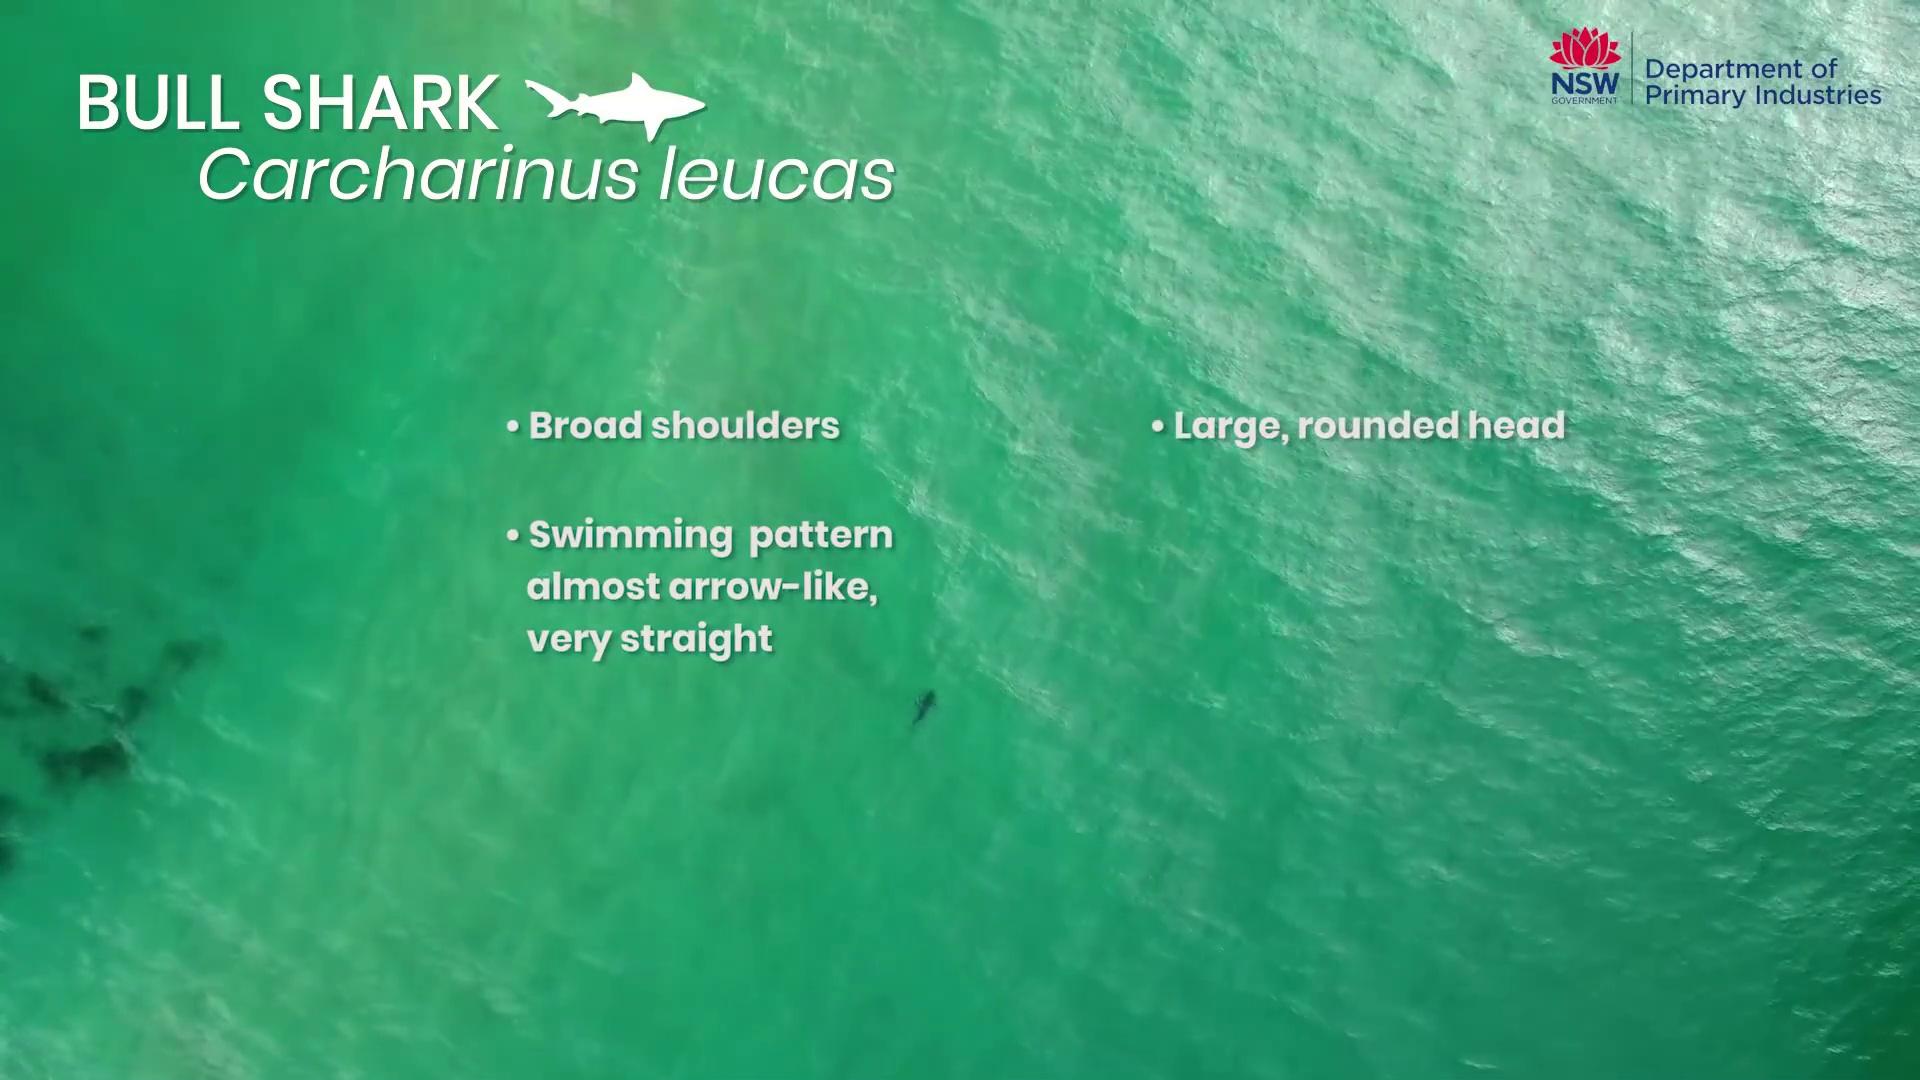 BULL SHARK
Carcharinus leucas
NSW
GOVERNMENT
Department of
Primary Industries
• Broad shoulders
• Swimming pattern
almost arrow-like,
very straight
• Large, rounded head